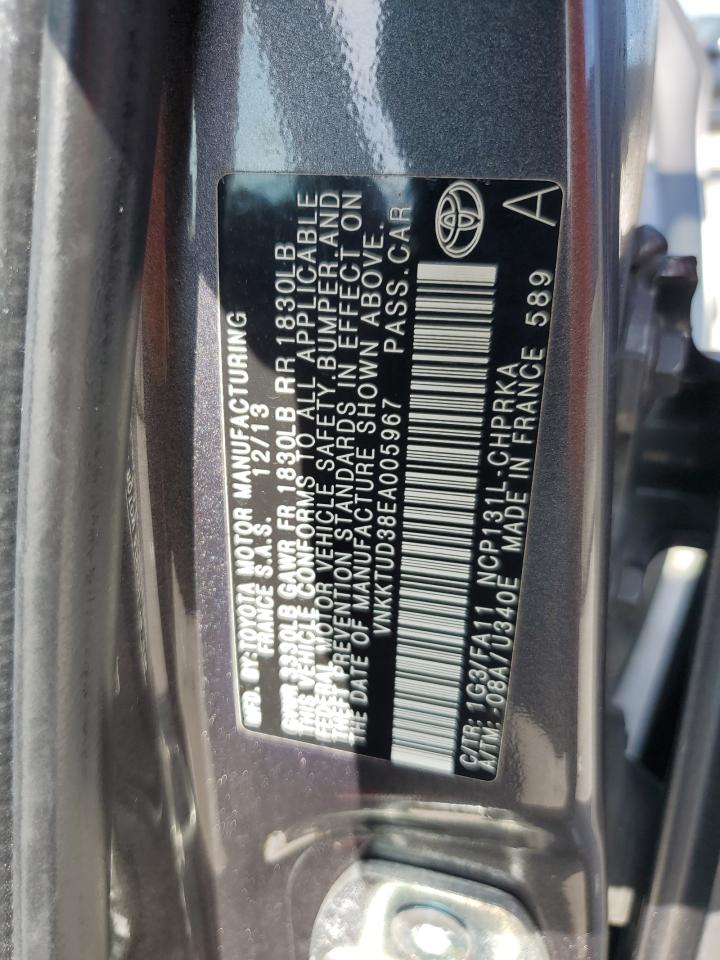 MFD. BY: TOYOTA MOTOR MANUFACTURING
FRANCE S.A.S. 12/13
GVWR 3330LB GAWR FR 1830LB RR 1830LB
THIS VEHICLE CONFORMS TO ALL APPLICABLE
FEDERAL MOTOR VEHICLE SAFETY, BUMPER AND
THEFT PREVENTION STANDARDS IN EFFECT ON
THE DATE OF MANUFACTURE SHOWN ABOVE.
VNKKTUD38EA005967 PASS.CAR
C/TR: 1G3/FA11 NCP131L-CHPRKA
A/TM: -08A/U340E MADE IN FRANCE 589
A